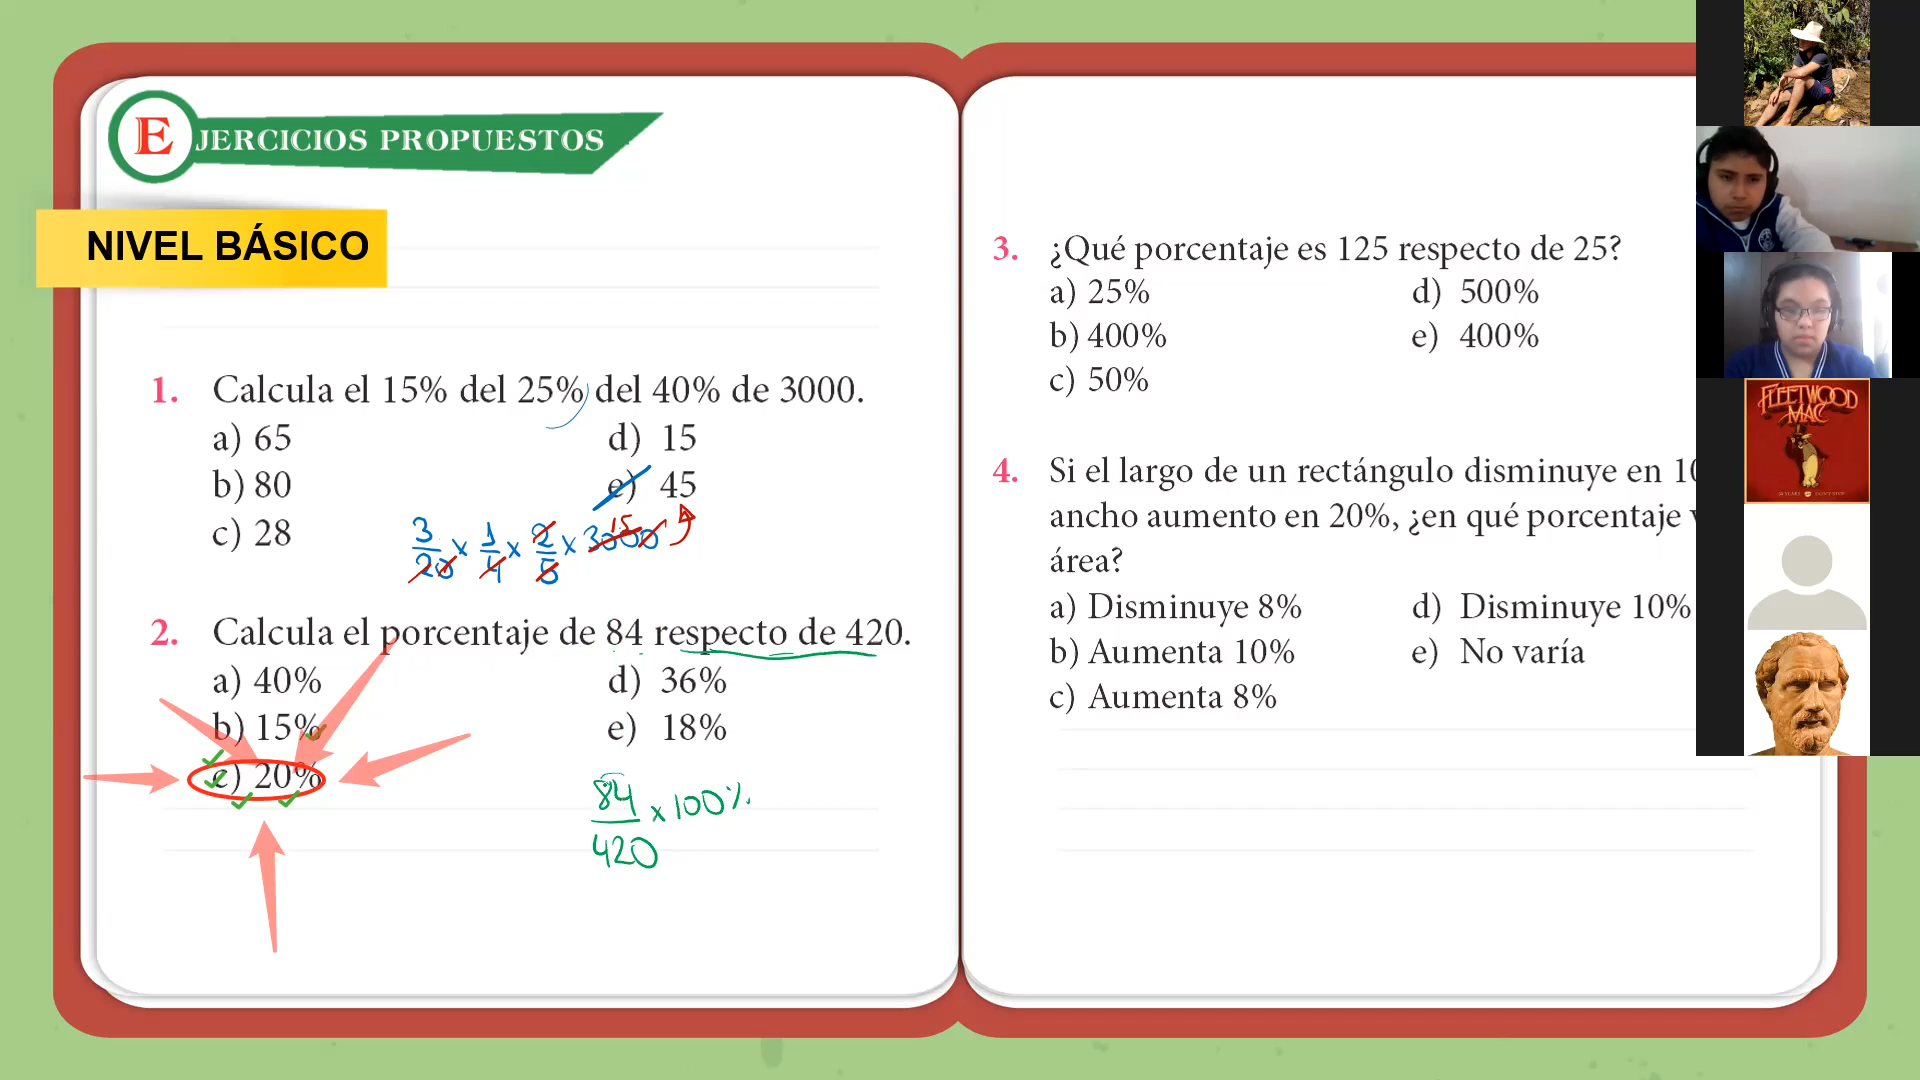 EJERCICIOS PROPUESTOS
NIVEL BÁSICO
1. Calcula el 15% del 25% del 40% de 3000.
a) 65
b) 80
c) 28
d) 15
e) 45
3/20 x 1/4 x 2/5 x 3000
15
2. Calcula el porcentaje de 84 respecto de 420.
a) 40%
b) 15%
c) 20%
d) 36%
e) 18%
84/420 x 100%
3. ¿Qué porcentaje es 125 respecto de 25?
a) 25%
b) 400%
c) 50%
d) 500%
e) 400%
4. Si el largo de un rectángulo disminuye en 10
ancho aumento en 20%, ¿en qué porcentaje
área?
a) Disminuye 8%
b) Aumenta 10%
c) Aumenta 8%
d) Disminuye 10%
e) No varía
FLEETWOOD
MAC